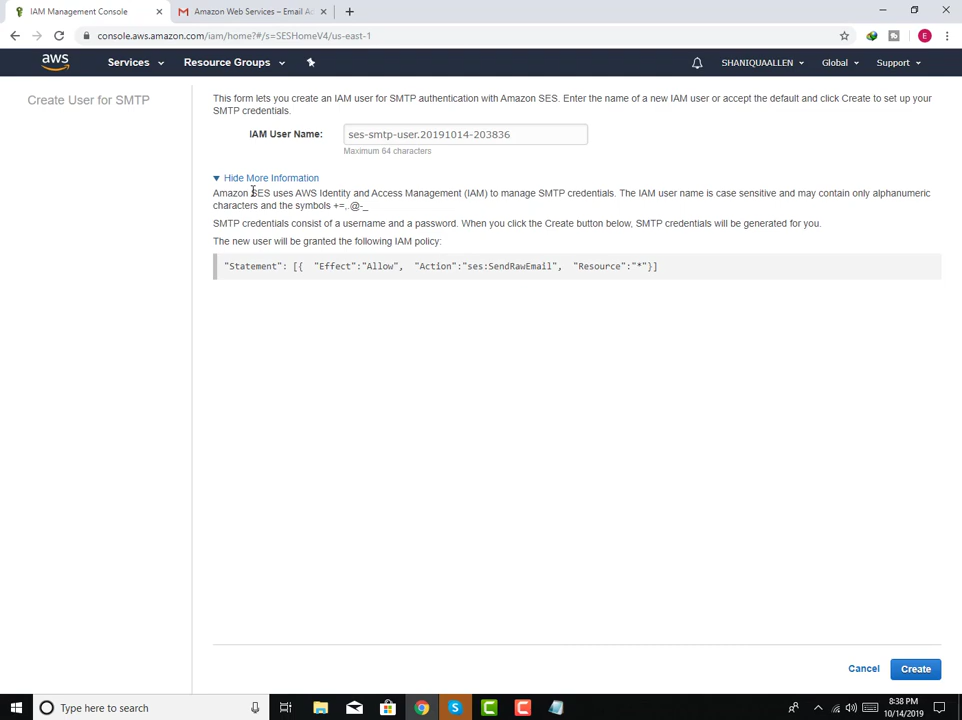 IAM Management Console
Amazon Web Services – Email Ad
console.aws.amazon.com/iam/home?#/s=SESHomeV4/us-east-1
E
aws
Services
Resource Groups
SHANIQUAALLEN
Global
Support
Create User for SMTP
This form lets you create an IAM user for SMTP authentication with Amazon SES. Enter the name of a new IAM user or accept the default and click Create to set up your
SMTP credentials.
IAM User Name:
ses-smtp-user.20191014-203836
Maximum 64 characters
Hide More Information
Amazon SES uses AWS Identity and Access Management (IAM) to manage SMTP credentials. The IAM user name is case sensitive and may contain only alphanumeric
characters and the symbols +=,.@-_
SMTP credentials consist of a username and a password. When you click the Create button below, SMTP credentials will be generated for you.
The new user will be granted the following IAM policy:
"Statement": [{ "Effect":"Allow", "Action":"ses:SendRawEmail", "Resource":"*"}]
Cancel
Create
Type here to search
8:38 PM
10/14/2019